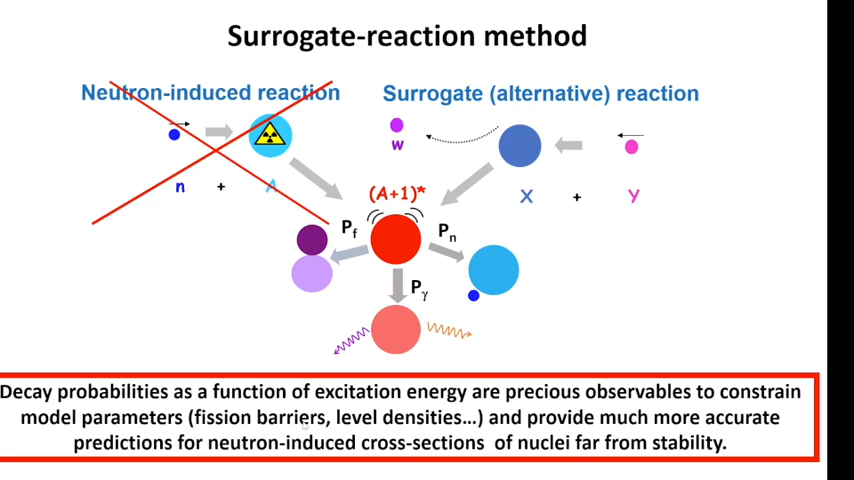 Surrogate-reaction method
Neutron-induced reaction
Surrogate (alternative) reaction
w
n + A
X + Y
(A+1)*
Pf
Pn
Pγ
Decay probabilities as a function of excitation energy are precious observables to constrain
model parameters (fission barriers, level densities…) and provide much more accurate
predictions for neutron-induced cross-sections of nuclei far from stability.